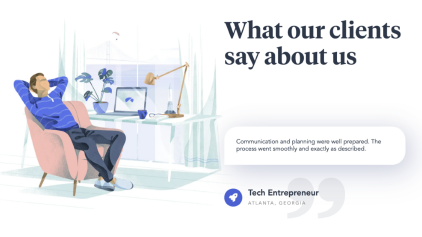 What our clients
say about us
Communication and planning were well prepared. The
process went smoothly and exactly as described.
Tech Entrepreneur
ATLANTA, GEORGIA